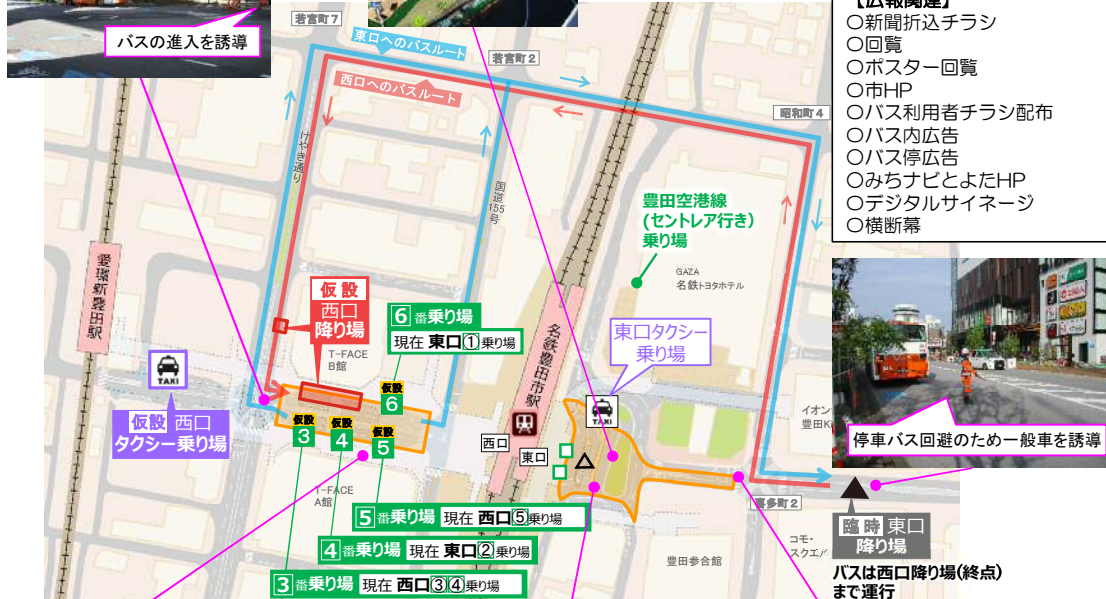 【広報関連】
〇新聞折込チラシ
〇回覧
〇ポスター回覧
〇市HP
〇バス利用者チラシ配布
〇バス内広告
〇バス停広告
〇みちナビとよたHP
〇デジタルサイネージ
〇横断幕
バスの進入を誘導
若宮町7
東口へのバスルート
若宮町2
西口へのバスルート
昭和町4
けやき通り
国道155号
豊田空港線
(セントレア行き)
乗り場
GAZA
名鉄トヨタホテル
愛環新豊田駅
仮設
西口
降り場
6番乗り場
現在 東口①乗り場
名鉄豊田市駅
東口タクシー
乗り場
T-FACE
B館
TAXI
仮設 西口
タクシー乗り場
仮設
3
仮設
4
仮設
5
仮設
6
TAXI
西口
東口
イオン
豊田Ki
停車バス回避のため一般車を誘導
T-FACE
A館
5番乗り場 現在 西口⑤乗り場
4番乗り場 現在 東口②乗り場
3番乗り場 現在 西口③④乗り場
喜多町2
豊田参合館
コモ・
スクエア
臨時 東口
降り場
バスは西口降り場(終点)
まで運行